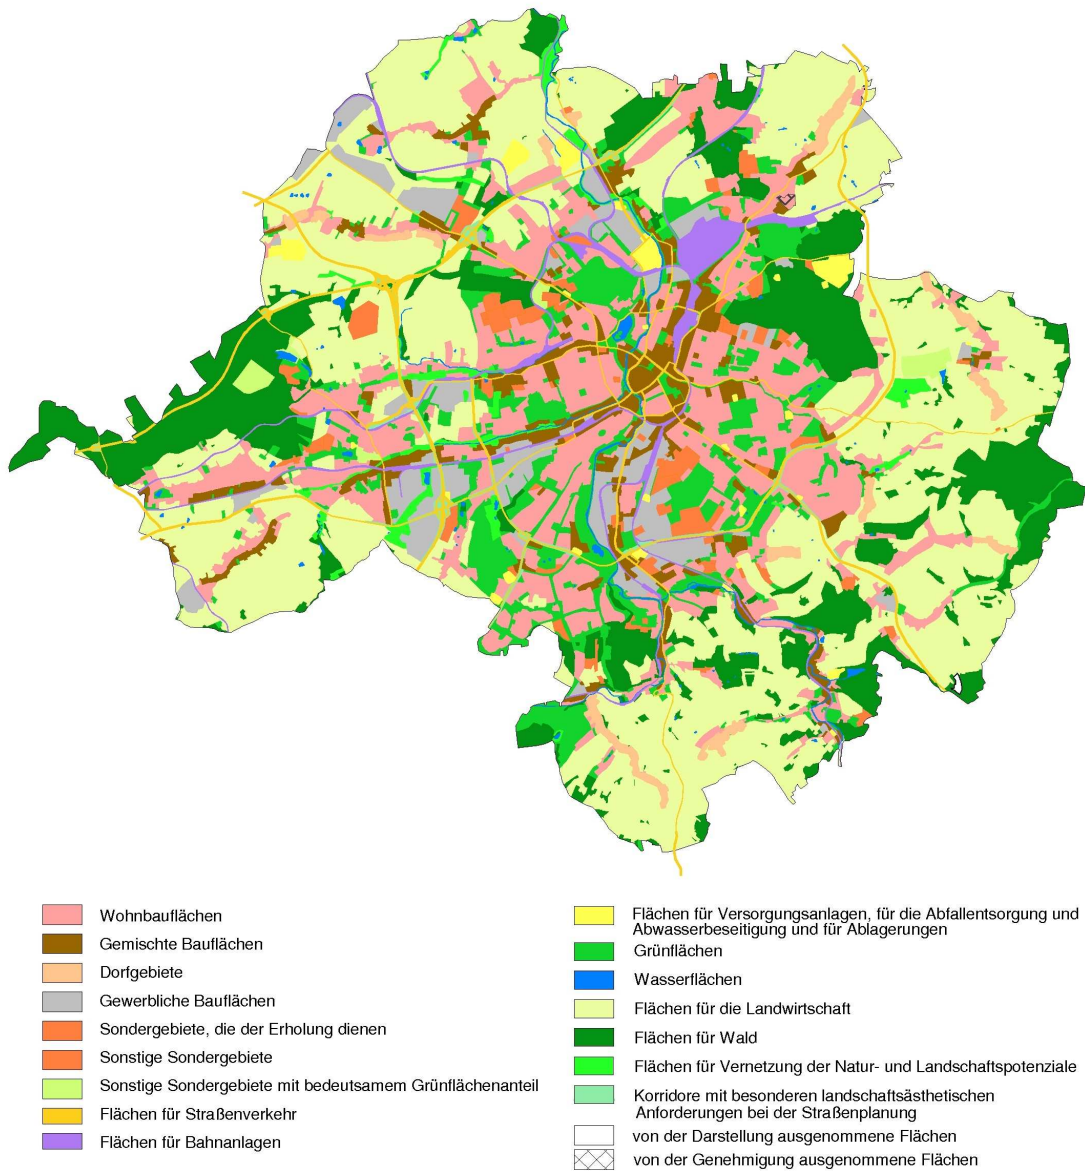 Wohnbauflächen
Gemischte Bauflächen
Dorfgebiete
Gewerbliche Bauflächen
Sondergebiete, die der Erholung dienen
Sonstige Sondergebiete
Sonstige Sondergebiete mit bedeutsamem Grünflächenanteil
Flächen für Straßenverkehr
Flächen für Bahnanlagen
Flächen für Versorgungsanlagen, für die Abfallentsorgung und
Abwasserbeseitigung und für Ablagerungen
Grünflächen
Wasserflächen
Flächen für die Landwirtschaft
Flächen für Wald
Flächen für Vernetzung der Natur- und Landschaftspotenziale
Korridore mit besonderen landschaftsästhetischen
Anforderungen bei der Straßenplanung
von der Darstellung ausgenommene Flächen
von der Genehmigung ausgenommene Flächen